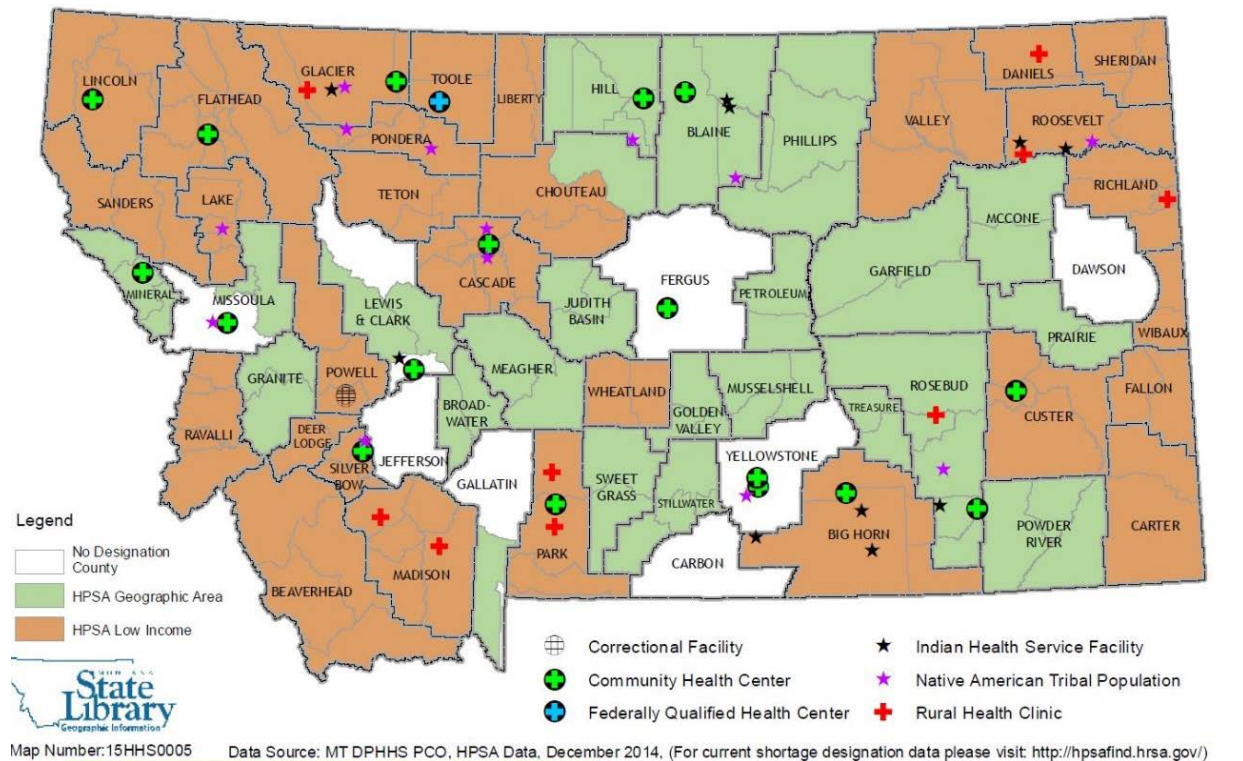 LINCOLN
FLATHEAD
GLACIER
TOOLE
LIBERTY
HILL
BLAINE
PHILLIPS
VALLEY
DANIELS
SHERIDAN
ROOSEVELT
PONDERA
SANDERS
LAKE
TETON
CHOUTEAU
RICHLAND
MCCONE
MINERAL
MISSOULA
LEWIS
& CLARK
CASCADE
JUDITH
BASIN
FERGUS
PETROLEUM
GARFIELD
DAWSON
PRAIRIE
WIBAUX
GRANITE
POWELL
MEAGHER
WHEATLAND
GOLDEN
VALLEY
MUSSELSHELL
ROSEBUD
TREASURE
CUSTER
FALLON
RAVALLI
DEER
LODGE
SILVER
BOW
JEFFERSON
BROAD-
WATER
GALLATIN
SWEET
GRASS
STILLWATER
YELLOWSTONE
BIG HORN
POWDER
RIVER
CARTER
PARK
CARBON
MADISON
BEAVERHEAD
Legend
No Designation
County
HPSA Geographic Area
HPSA Low Income
Correctional Facility
Community Health Center
Federally Qualified Health Center
Indian Health Service Facility
Native American Tribal Population
Rural Health Clinic
MONTANA
State
Library
Geographic Information
Map Number:15HHS0005
Data Source: MT DPHHS PCO, HPSA Data, December 2014, (For current shortage designation data please visit: http://hpsafind.hrsa.gov/)